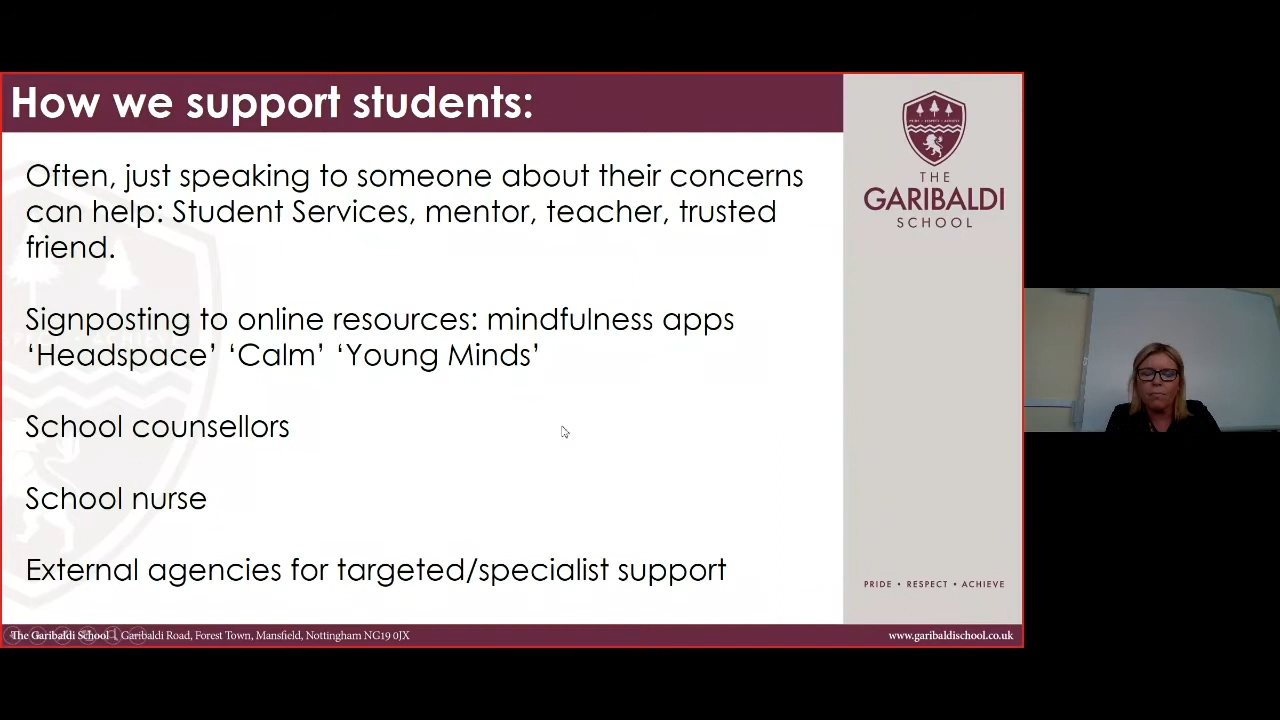 How we support students:
Often, just speaking to someone about their concerns
can help: Student Services, mentor, teacher, trusted
friend.
Signposting to online resources: mindfulness apps
‘Headspace’ ‘Calm’ ‘Young Minds’
School counsellors
School nurse
External agencies for targeted/specialist support
PRIDE • RESPECT • ACHIEVE
THE
GARIBALDI
SCHOOL
PRIDE • RESPECT • ACHIEVE
The Garibaldi School | Garibaldi Road, Forest Town, Mansfield, Nottingham NG19 0JX
www.garibaldischool.co.uk